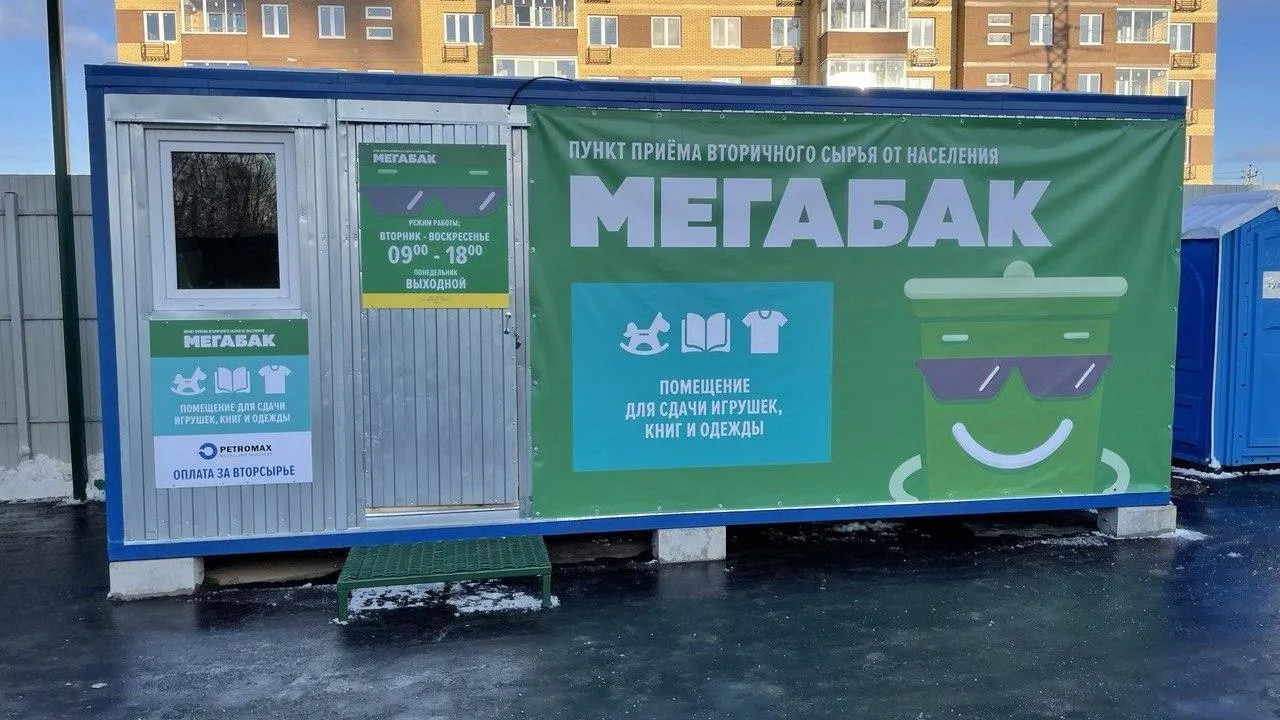 ПУНКТ ПРИЁМА ВТОРИЧНОГО СЫРЬЯ ОТ НАСЕЛЕНИЯ
МЕГАБАК
ПОМЕЩЕНИЕ
ДЛЯ СДАЧИ ИГРУШЕК,
КНИГ И ОДЕЖДЫ
МЕГАБАК
РЕЖИМ РАБОТЫ:
ВТОРНИК - ВОСКРЕСЕНЬЕ
09⁰⁰ - 18⁰⁰
ПОНЕДЕЛЬНИК
ВЫХОДНОЙ
ПУНКТ ПРИЁМА ВТОРИЧНОГО СЫРЬЯ ОТ НАСЕЛЕНИЯ
МЕГАБАК
ПОМЕЩЕНИЕ ДЛЯ СДАЧИ
ИГРУШЕК, КНИГ И ОДЕЖДЫ
PETROMAX
ОПЛАТА ЗА ВТОРСЫРЬЕ